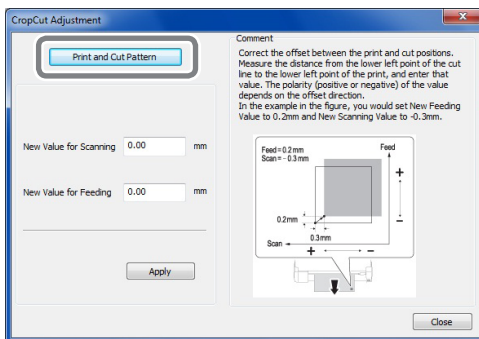 CropCut Adjustment
Print and Cut Pattern
New Value for Scanning 0.00 mm
New Value for Feeding 0.00 mm
Apply
Comment
Correct the offset between the print and cut positions.
Measure the distance from the lower left point of the cut
line to the lower left point of the print, and enter that
value. The polarity (positive or negative) of the value
depends on the offset direction.
In the example in the figure, you would set New Feeding
Value to 0.2mm and New Scanning Value to -0.3mm.
Feed=0.2mm
Scan=-0.3mm
Feed
+
-
0.2mm
0.3mm
Scan
+ -
Close